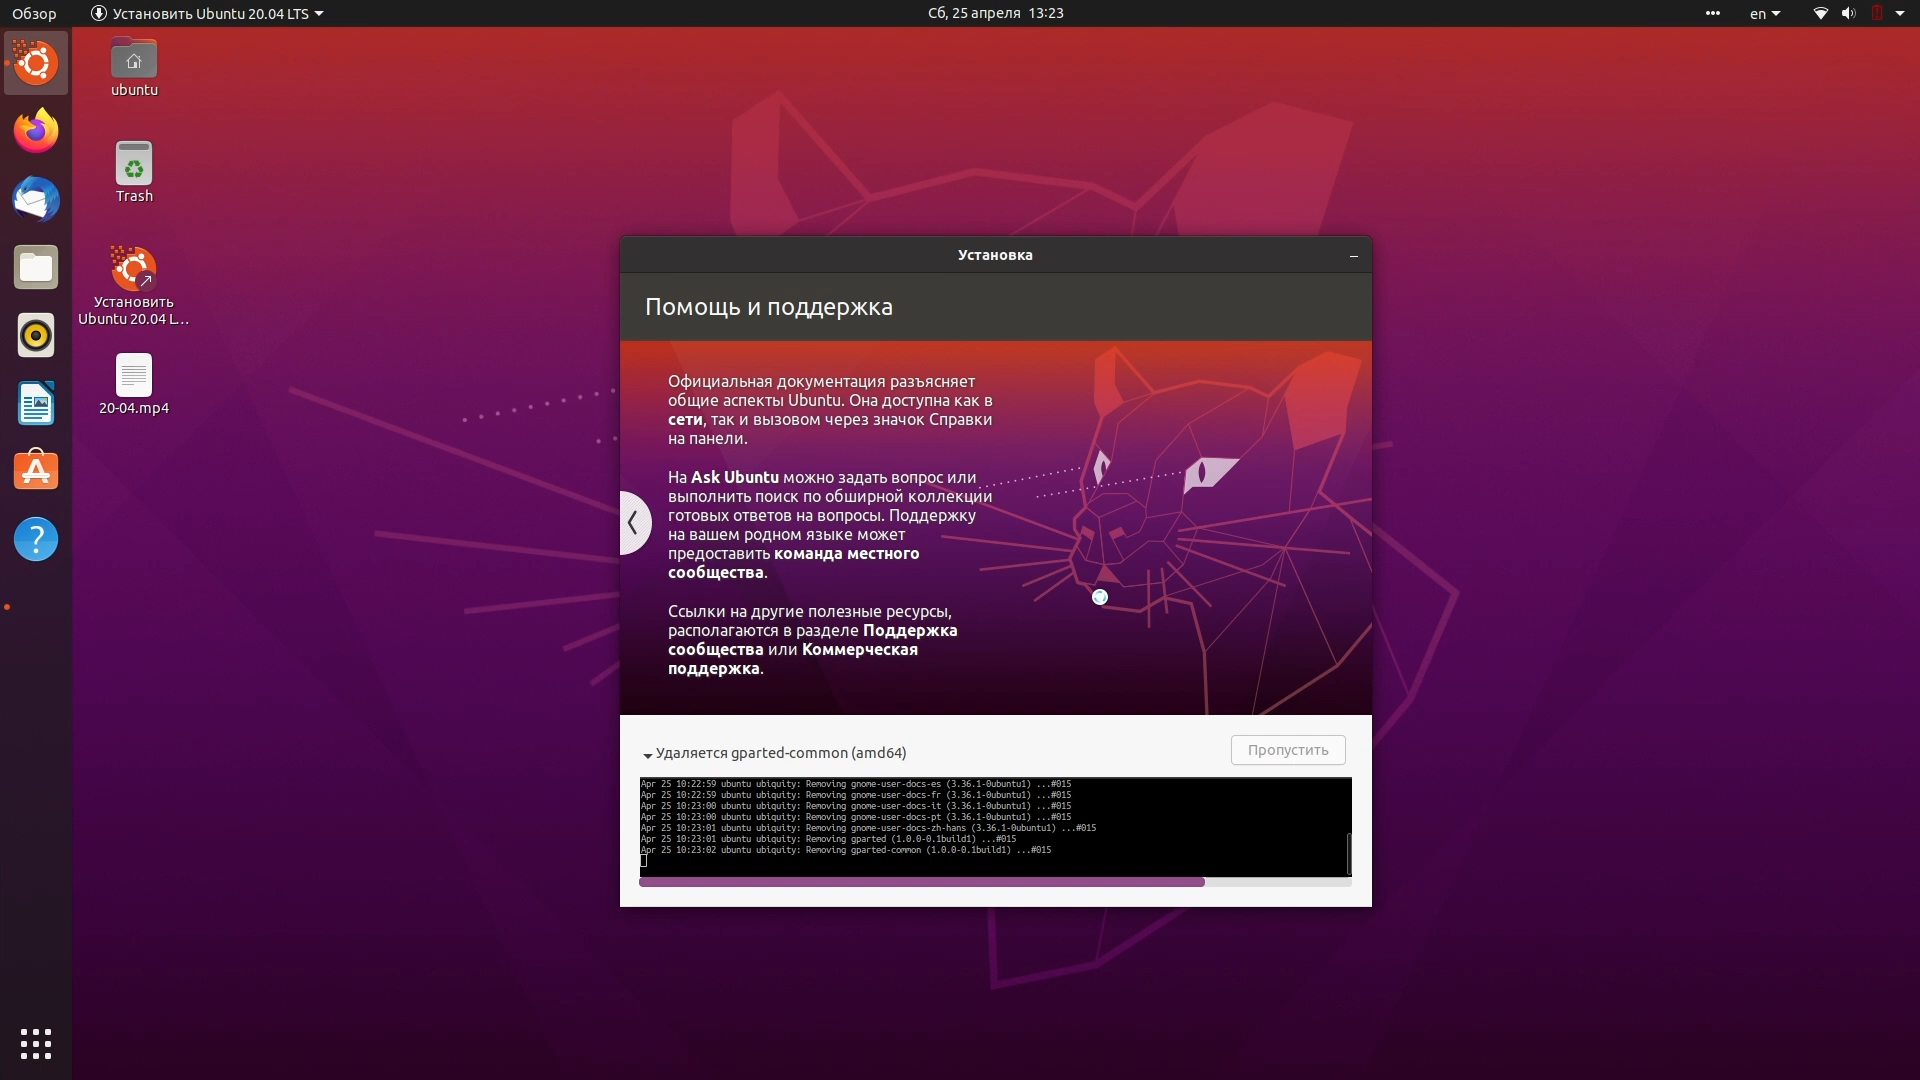 Обзор
Установить Ubuntu 20.04 LTS
Сб, 25 апреля 13:23
en
ubuntu
Trash
Установить
Ubuntu 20.04 L...
20-04.mp4
Установка
Помощь и поддержка
Официальная документация разъясняет
общие аспекты Ubuntu. Она доступна как в
сети, так и вызовом через значок Справки
на панели.
На Ask Ubuntu можно задать вопрос или
выполнить поиск по обширной коллекции
готовых ответов на вопросы. Поддержку
на вашем родном языке может
предоставить команда местного
сообщества.
Ссылки на другие полезные ресурсы,
располагаются в разделе Поддержка
сообщества или Коммерческая
поддержка.
Удаляется gparted-common (amd64)
Пропустить
Apr 25 10:22:59 ubuntu ubiquity: Removing gnome-user-docs-es (3.36.1-0ubuntu1) ...#015
Apr 25 10:22:59 ubuntu ubiquity: Removing gnome-user-docs-fr (3.36.1-0ubuntu1) ...#015
Apr 25 10:23:00 ubuntu ubiquity: Removing gnome-user-docs-it (3.36.1-0ubuntu1) ...#015
Apr 25 10:23:00 ubuntu ubiquity: Removing gnome-user-docs-pt (3.36.1-0ubuntu1) ...#015
Apr 25 10:23:01 ubuntu ubiquity: Removing gnome-user-docs-zh-hans (3.36.1-0ubuntu1) ...#015
Apr 25 10:23:01 ubuntu ubiquity: Removing gparted (1.0.0-0.1build1) ...#015
Apr 25 10:23:02 ubuntu ubiquity: Removing gparted-common (1.0.0-0.1build1) ...#015